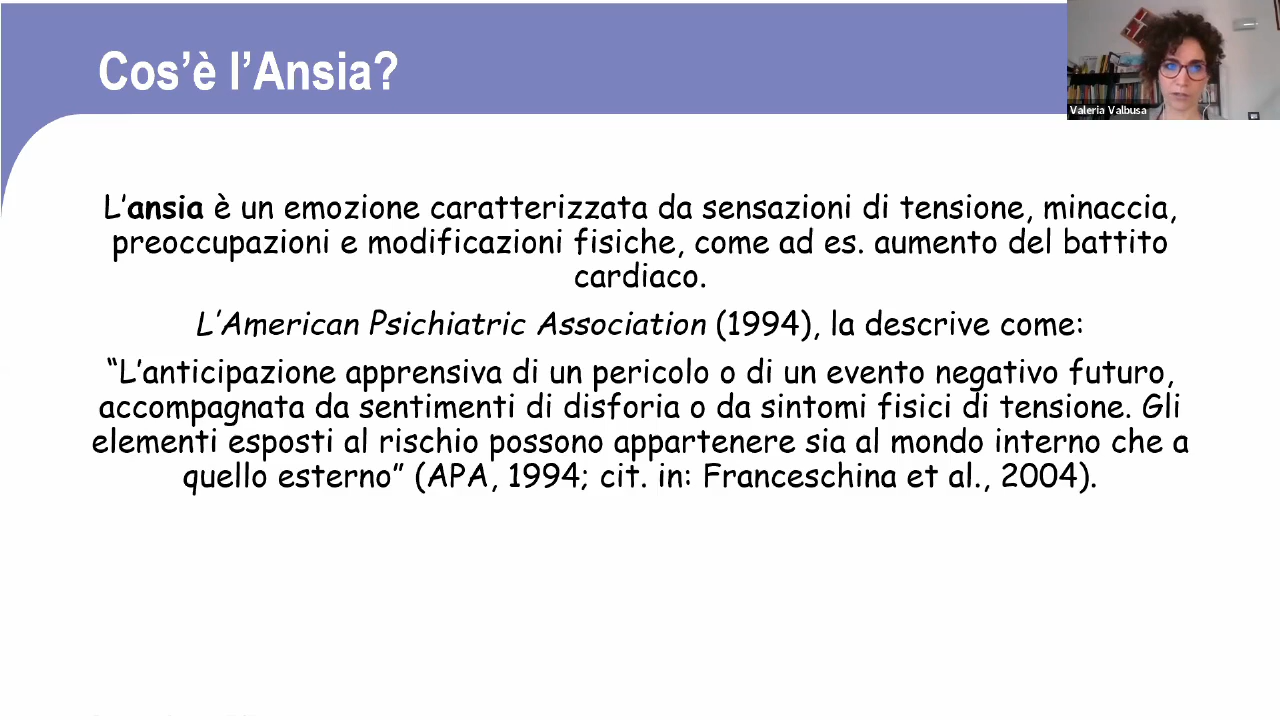 Cos’è l’Ansia?
Valeria Valbusa
L’ansia è un emozione caratterizzata da sensazioni di tensione, minaccia,
preoccupazioni e modificazioni fisiche, come ad es. aumento del battito
cardiaco.
L’American Psichiatric Association (1994), la descrive come:
“L’anticipazione apprensiva di un pericolo o di un evento negativo futuro,
accompagnata da sentimenti di disforia o da sintomi fisici di tensione. Gli
elementi esposti al rischio possono appartenere sia al mondo interno che a
quello esterno” (APA, 1994; cit. in: Franceschina et al., 2004).